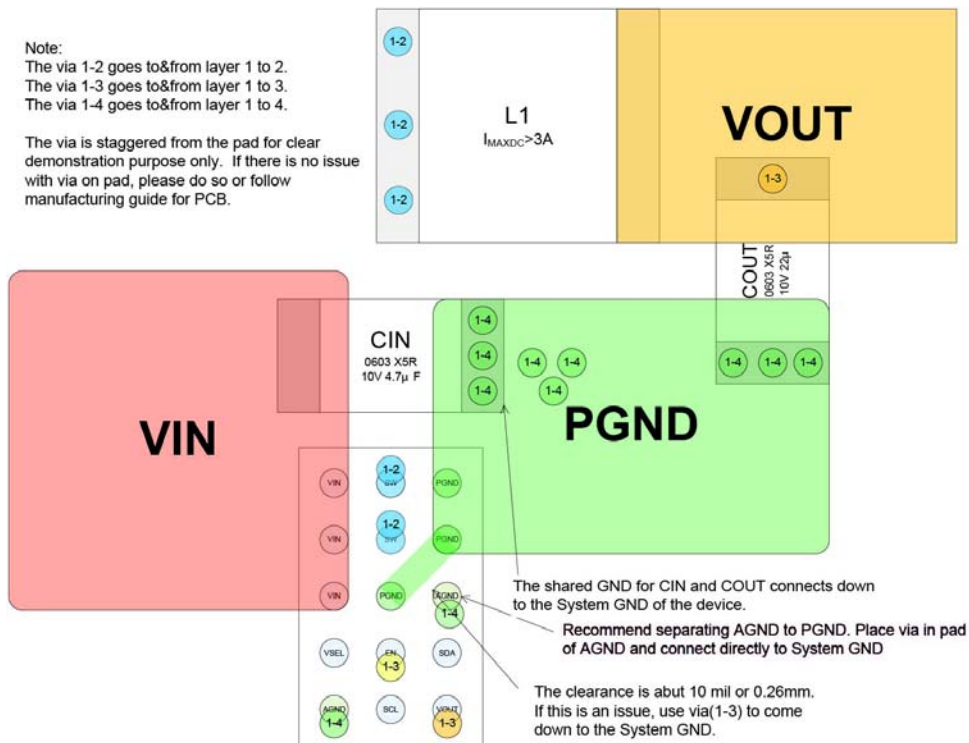 Note:
The via 1-2 goes to&from layer 1 to 2.
The via 1-3 goes to&from layer 1 to 3.
The via 1-4 goes to&from layer 1 to 4.
The via is staggered from the pad for clear
demonstration purpose only. If there is no issue
with via on pad, please do so or follow
manufacturing guide for PCB.
1-2
1-2
1-2
L1
IMAXDC>3A
VOUT
1-3
COUT
0603 X5R
10V 22µ
1-4 1-4 1-4
VIN
CIN
0603 X5R
10V 4.7µ F
1-4
1-4
1-4
1-4 1-4
1-4
PGND
VIN 1-2 SW PGND
VIN 1-2 SW PGND
VIN PGND AGND
1-4
VSEL EN SDA
1-3
AGND SCL VOUT
1-4 1-3
The shared GND for CIN and COUT connects down
to the System GND of the device.
Recommend separating AGND to PGND. Place via in pad
of AGND and connect directly to System GND
The clearance is abut 10 mil or 0.26mm.
If this is an issue, use via(1-3) to come
down to the System GND.